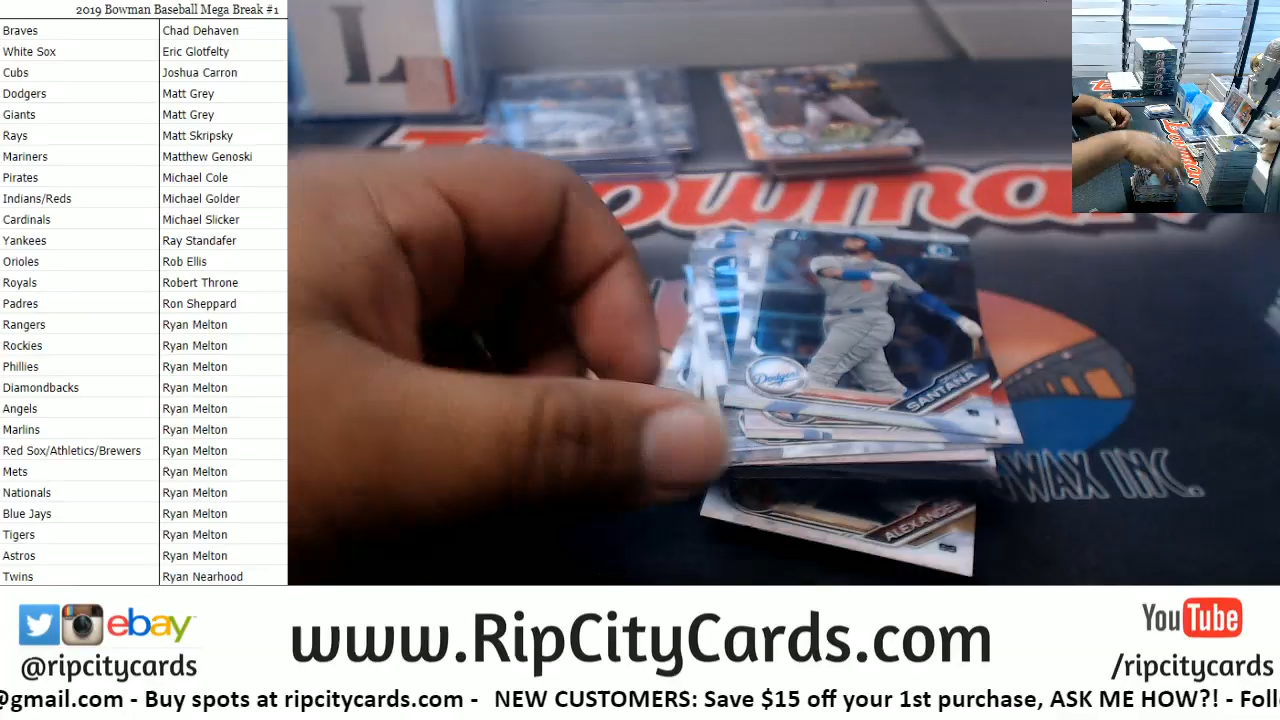 2019 Bowman Baseball Mega Break #1
Braves Chad Dehaven
White Sox Eric Glotfelty
Cubs Joshua Carron
Dodgers Matt Grey
Giants Matt Grey
Rays Matt Skripsky
Mariners Matthew Genoski
Pirates Michael Cole
Indians/Reds Michael Golder
Cardinals Michael Slicker
Yankees Ray Standafer
Orioles Rob Ellis
Royals Robert Throne
Padres Ron Sheppard
Rangers Ryan Melton
Rockies Ryan Melton
Phillies Ryan Melton
Diamondbacks Ryan Melton
Angels Ryan Melton
Marlins Ryan Melton
Red Sox/Athletics/Brewers Ryan Melton
Mets Ryan Melton
Nationals Ryan Melton
Blue Jays Ryan Melton
Tigers Ryan Melton
Astros Ryan Melton
Twins Ryan Nearhood
L
Bowman
Dodgers
SANTANA
ALEXANDER
WAX INC.
Bowman
ebay
@ripcitycards
www.RipCityCards.com
YouTube
/ripcitycards
@gmail.com - Buy spots at ripcitycards.com - NEW CUSTOMERS: Save $15 off your 1st purchase, ASK ME HOW?! - Foll